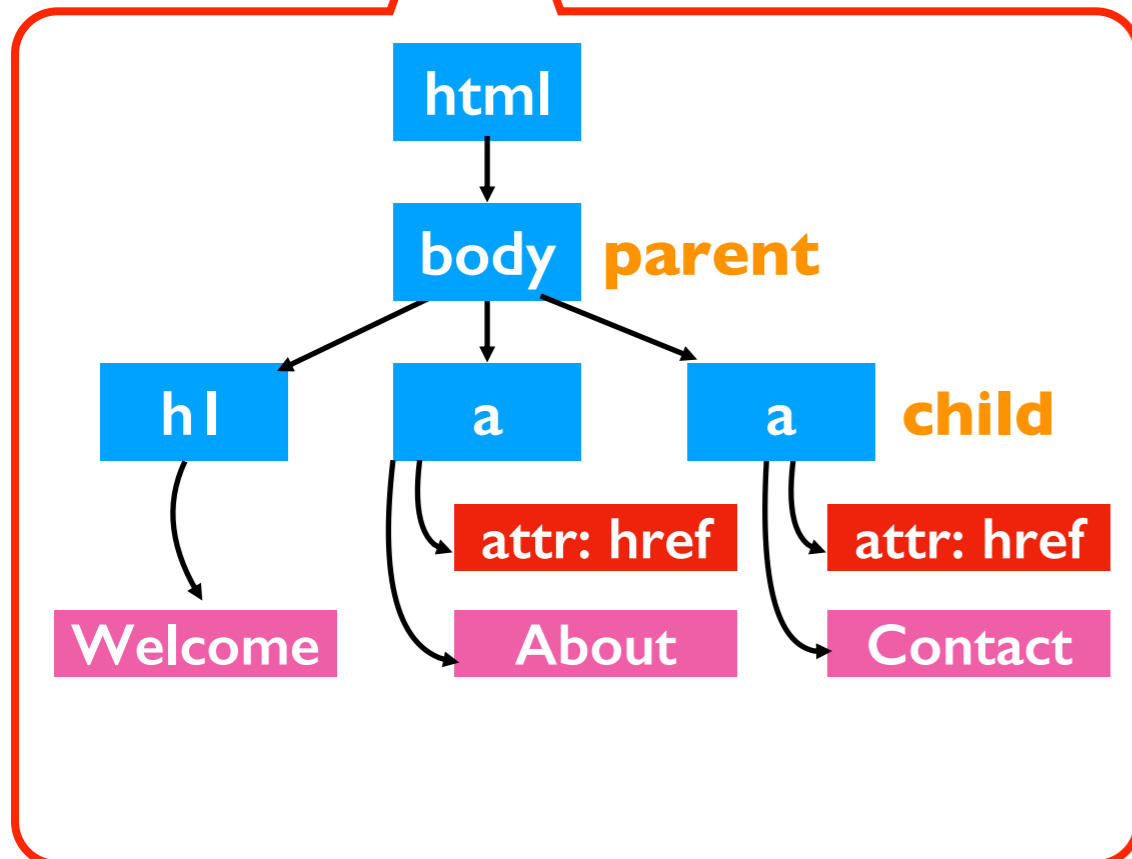 html
body parent
h1 a a child
attr: href attr: href
Welcome About Contact